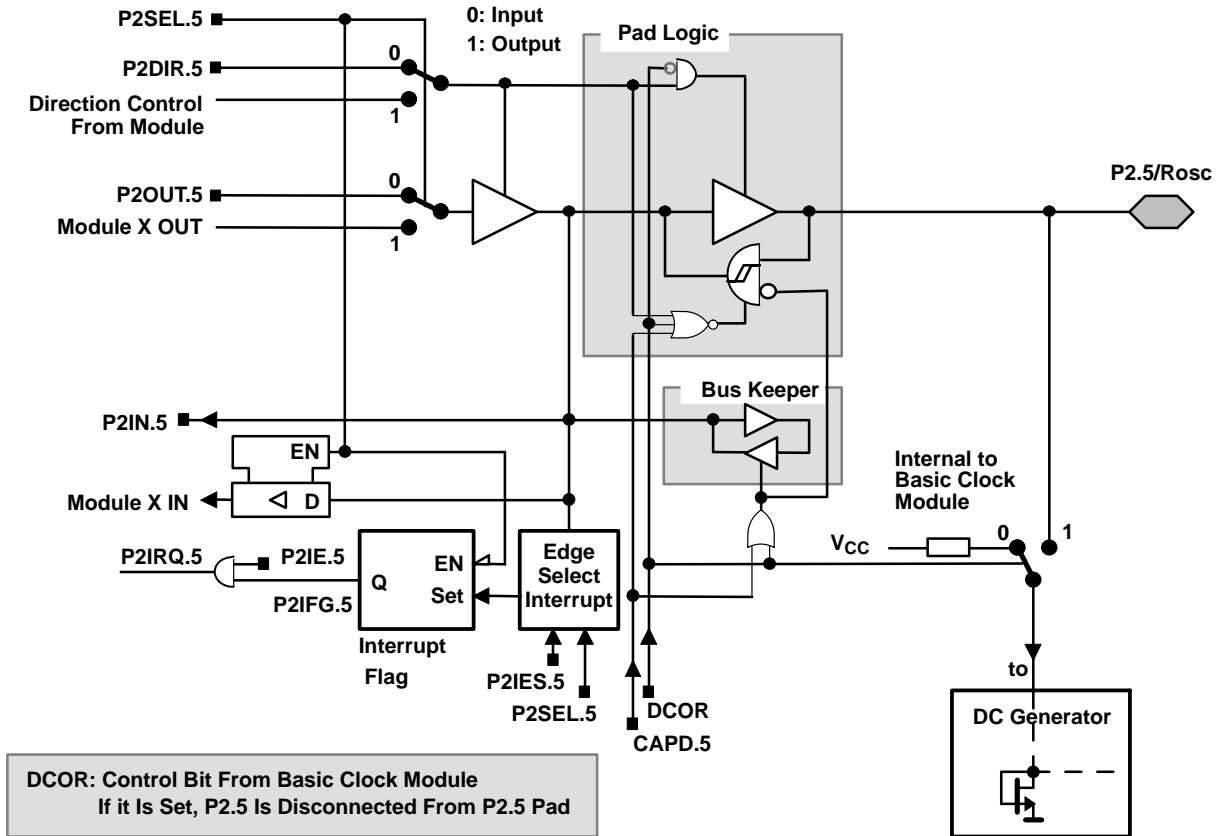 P2SEL.5
0: Input
1: Output
Pad Logic
P2DIR.5
0
Direction Control
From Module
1
P2.5/Rosc
P2OUT.5
0
Module X OUT
1
Bus Keeper
P2IN.5
EN
Module X IN
D
Internal to
Basic Clock
Module
VCC
0
1
P2IRQ.5
P2IE.5
P2IFG.5
Q
EN
Set
Edge
Select
Interrupt
Interrupt
Flag
P2IES.5
P2SEL.5
DCOR
CAPD.5
to
DC Generator
DCOR: Control Bit From Basic Clock Module
If it Is Set, P2.5 Is Disconnected From P2.5 Pad